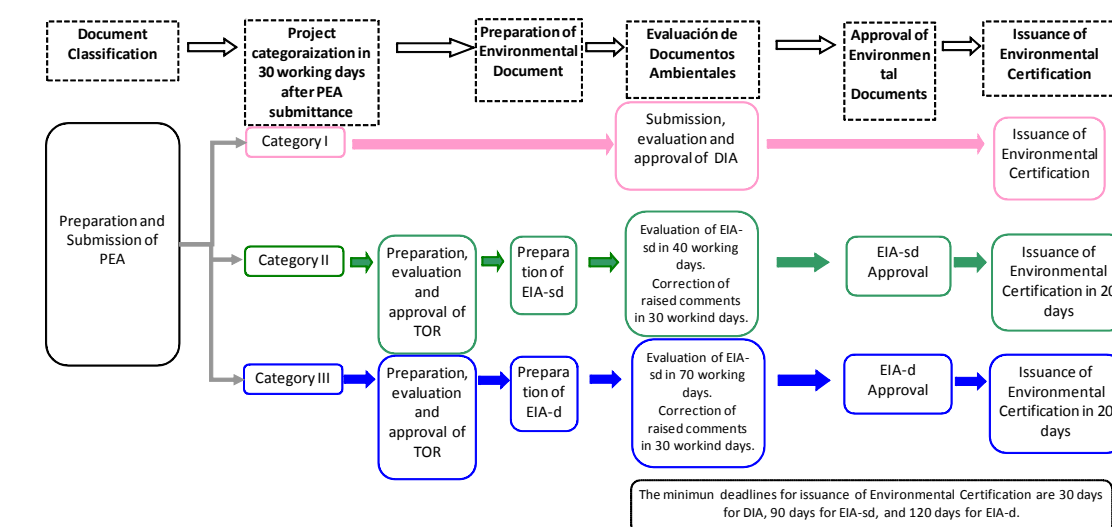 Document
Classification
Project
categoraization in
30 working days
after PEA
submittance
Preparation of
Environmental
Document
Evaluación de
Documentos
Ambientales
Approval of
Environmen
tal
Documents
Issuance of
Environmental
Certification
Preparation and
Submission of
PEA
Category I
Submission,
evaluation and
approval of DIA
Issuance of
Environmental
Certification
Category II
Preparation,
evaluation
and
approval of
TOR
Prepara
tion of
EIA-sd
Evaluation of EIA-
sd in 40 working
days.
Correction of
raised comments
in 30 workind days.
EIA-sd
Approval
Issuance of
Environmental
Certification in 20
days
Category III
Preparation,
evaluation
and
approval of
TOR
Prepara
tion of
EIA-d
Evaluation of EIA-
sd in 70 working
days.
Correction of
raised comments
in 30 workind days.
EIA-d
Approval
Issuance of
Environmental
Certification in 20
days
The minimun deadlines for issuance of Environmental Certification are 30 days
for DIA, 90 days for EIA-sd, and 120 days for EIA-d.